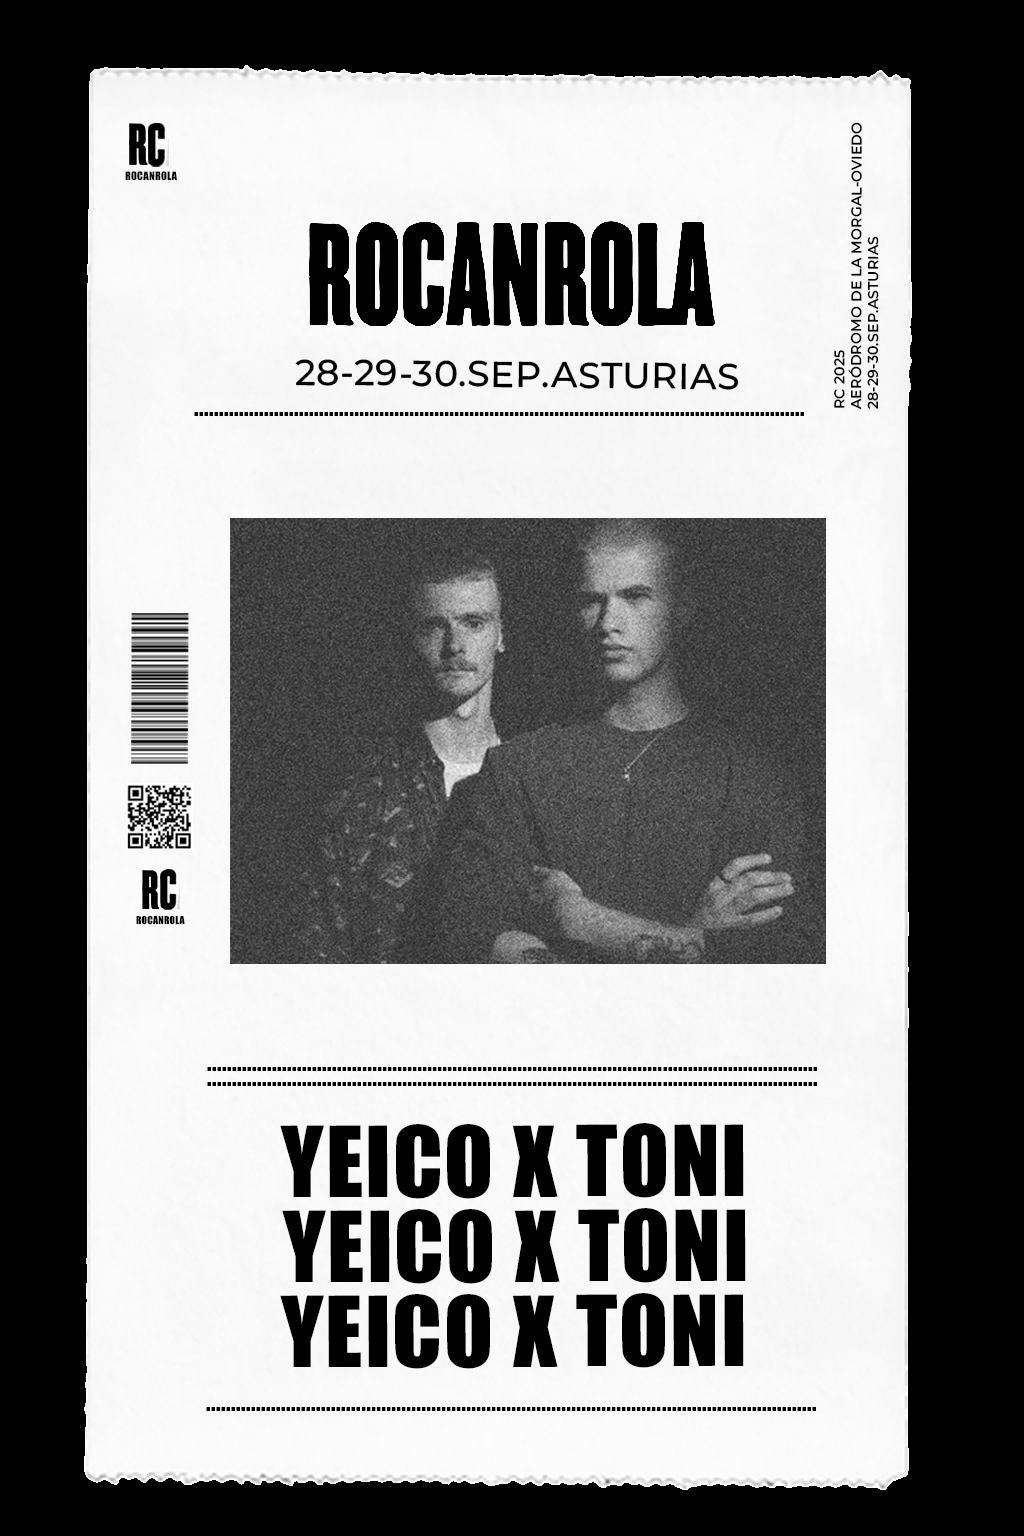 RC
ROCANROLA
ROCANROLA
28-29-30.SEP.ASTURIAS
RC 2025
AERÓDROMO DE LA MORGAL-OVIEDO
28-29-30.SEP.ASTURIAS
RC
ROCANROLA
YEICO X TONI
YEICO X TONI
YEICO X TONI